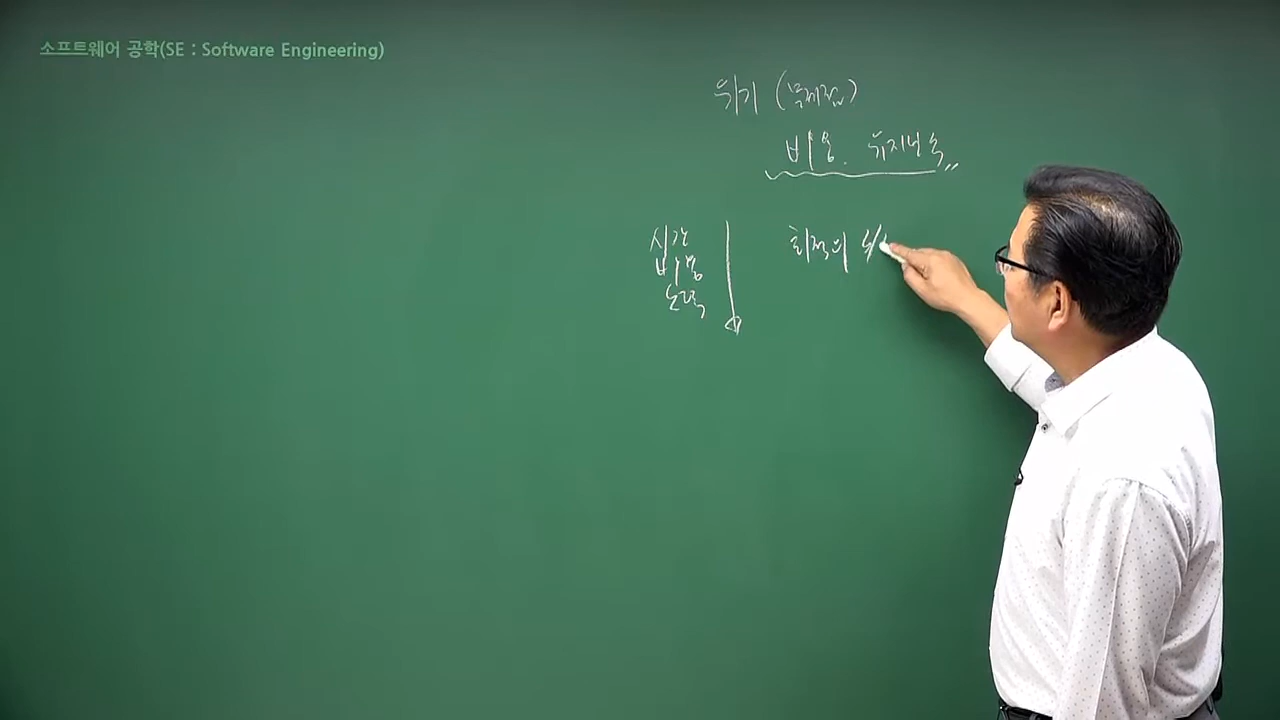 소프트웨어 공학(SE : Software Engineering)
위기 (문제점)
비용. 유지보수
시간
비용
노력
최적의 S/